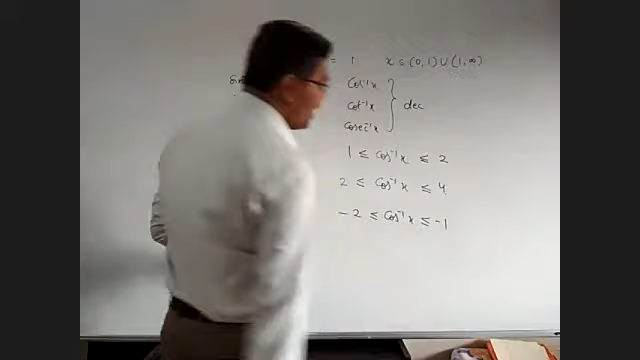 = 1 x ∈ (0, 1) ∪ (1, ∞)
cos⁻¹x
cot⁻¹x } dec
cosec⁻¹x
1 ≤ cos⁻¹x ≤ 2
2 ≤ cos⁻¹x ≤ 4
-2 ≤ cos⁻¹x ≤ -1